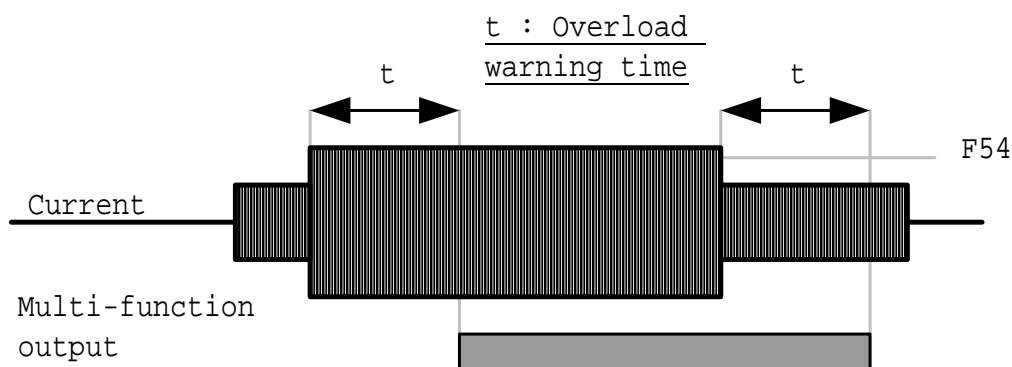 t : Overload
warning time
t
t
F54
Current
Multi-function
output